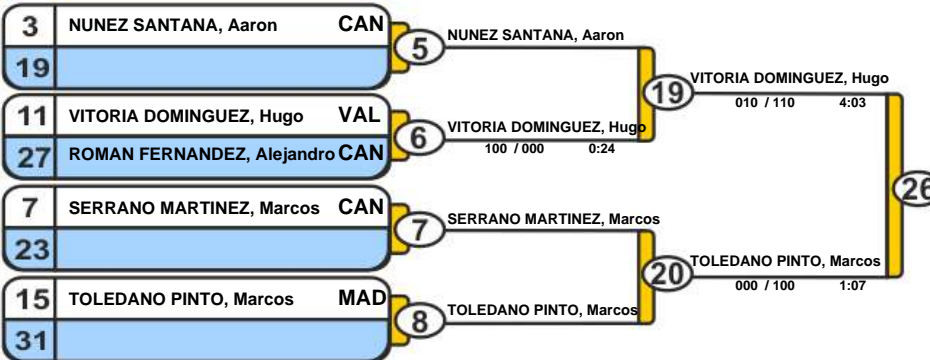 3 NUNEZ SANTANA, Aaron CAN
19
5 NUNEZ SANTANA, Aaron
11 VITORIA DOMINGUEZ, Hugo VAL
27 ROMAN FERNANDEZ, Alejandro CAN
6 VITORIA DOMINGUEZ, Hugo
100 / 000 0:24
19 VITORIA DOMINGUEZ, Hugo
010 / 110 4:03
7 SERRANO MARTINEZ, Marcos CAN
23
7 SERRANO MARTINEZ, Marcos
15 TOLEDANO PINTO, Marcos MAD
31
8 TOLEDANO PINTO, Marcos
20 TOLEDANO PINTO, Marcos
000 / 100 1:07
26